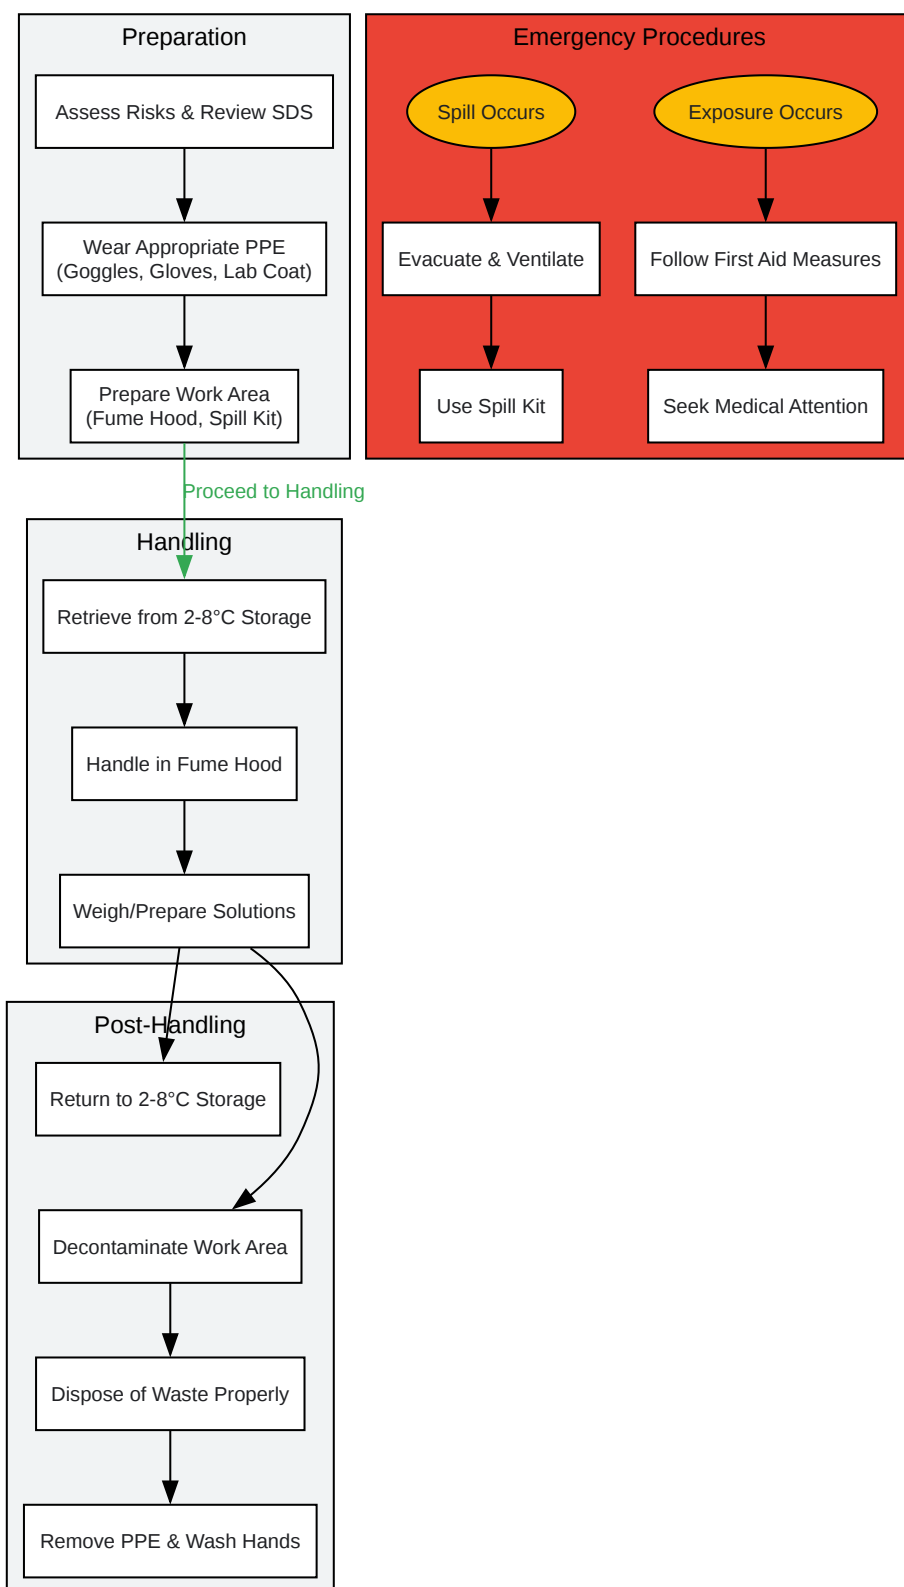 Preparation
Assess Risks & Review SDS
Wear Appropriate PPE
(Goggles, Gloves, Lab Coat)
Prepare Work Area
(Fume Hood, Spill Kit)
Emergency Procedures
Spill Occurs
Evacuate & Ventilate
Use Spill Kit
Exposure Occurs
Follow First Aid Measures
Seek Medical Attention
Proceed to Handling
Handling
Retrieve from 2-8°C Storage
Handle in Fume Hood
Weigh/Prepare Solutions
Post-Handling
Return to 2-8°C Storage
Decontaminate Work Area
Dispose of Waste Properly
Remove PPE & Wash Hands